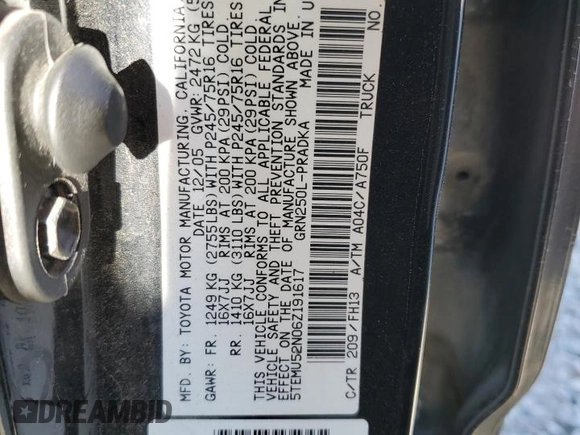 MFD. BY: TOYOTA MOTOR MANUFACTURING, CALIFORNIA,
DATE 12/05 GVWR: 2472 KG (5
GAWR: FR. 1249 KG (2755 LBS) WITH P245/75R16 TIRES
16X7JJ RIMS AT 200 KPA (29PSI) COLD
RR. 1410 KG (3110 LBS) WITH P245/75R16 TIRES
16X7JJ RIMS AT 200 KPA (29PSI) COLD
THIS VEHICLE CONFORMS TO ALL APPLICABLE FEDERAL
VEHICLE SAFETY AND THEFT PREVENTION STANDARDS IN
EFFECT ON THE DATE OF MANUFACTURE SHOWN ABOVE.
5TEMU52N06Z191617 GRN250L-PRADKA MADE IN U
TRUCK
C/TR 209/FH13 A/TM A04C/A750F NO.
DREAMBID